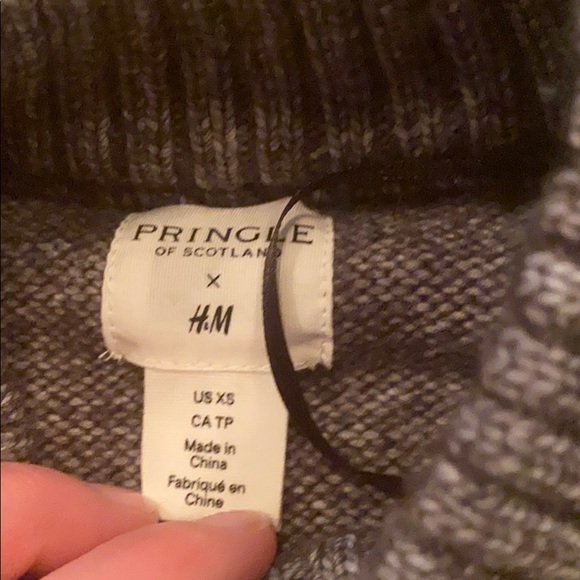 PRINGLE
OF SCOTLAND
x
H&M
US XS
CA TP
Made in
China
Fabriqué en
Chine